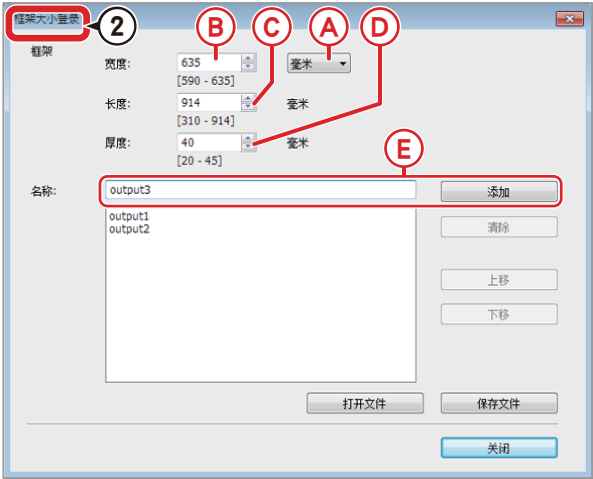 框架大小登录
2
B
C
A
D
框架
宽度:
635
毫米
[590 - 635]
长度:
914
毫米
[310 - 914]
厚度:
40
毫米
[20 - 45]
E
名称:
output3
添加
output1
output2
清除
上移
下移
打开文件
保存文件
关闭